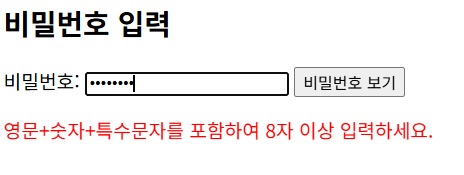 비밀번호 입력
비밀번호: •••••••• 비밀번호 보기
영문+숫자+특수문자를 포함하여 8자 이상 입력하세요.